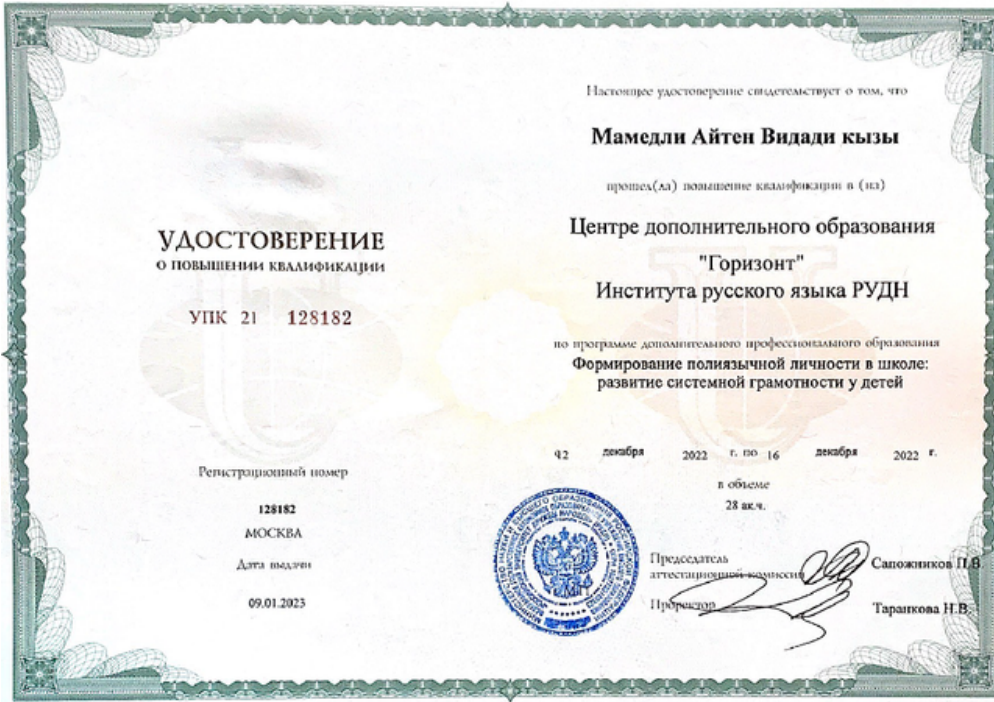 УДОСТОВЕРЕНИЕ
О ПОВЫШЕНИИ КВАЛИФИКАЦИИ
УПК 21 128182
Регистрационный номер
128182
МОСКВА
Дата выдачи
09.01.2023
Настоящее удостоверение свидетельствует о том, что
Мамедли Айтен Видади кызы
прошел(ла) повышение квалификации в (на)
Центре дополнительного образования
"Горизонт"
Института русского языка РУДН
по программе дополнительного профессионального образования
Формирование полиязычной личности в школе:
развитие системной грамотности у детей
декабря 2022 г. по 16 декабря 2022 г.
в объеме
28 ак.ч.
Председатель
аттестационной комиссии Сапожников П.В.
Проректор Таранкова Н.В.
МП